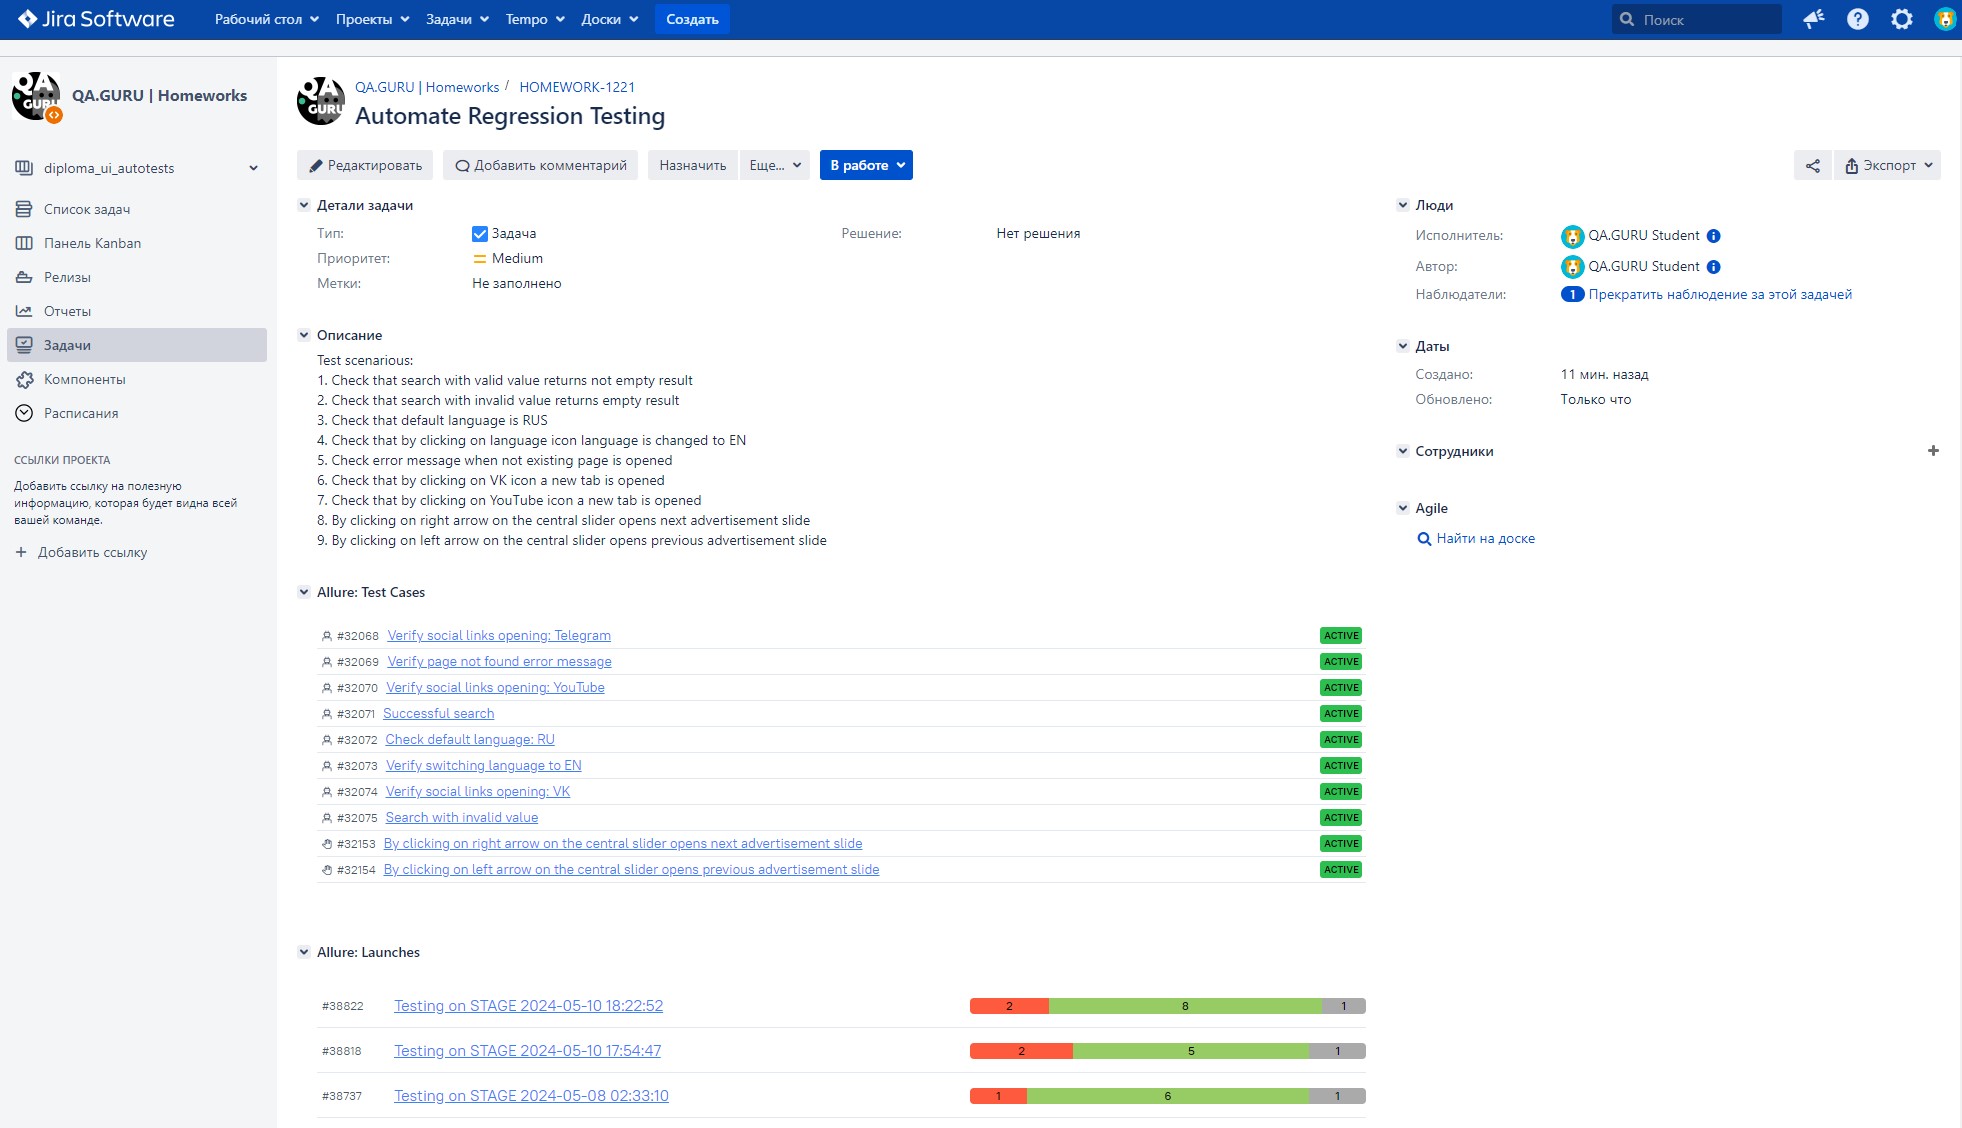 Jira Software
Рабочий стол Проекты Задачи Tempo Доски Создать Поиск
QA GURU
QA.GURU | Homeworks
diploma_ui_autotests
Список задач
Панель Kanban
Релизы
Отчеты
Задачи
Компоненты
Расписания
ССЫЛКИ ПРОЕКТА
Добавить ссылку на полезную
информацию, которая будет видна всей
вашей команде.
+ Добавить ссылку
QA GURU
QA.GURU | Homeworks / HOMEWORK-1221
Automate Regression Testing
Редактировать Добавить комментарий Назначить Еще... В работе Экспорт
Детали задачи
Тип: Задача Решение: Нет решения
Приоритет: Medium
Метки: Не заполнено
Описание
Test scenarious:
1. Check that search with valid value returns not empty result
2. Check that search with invalid value returns empty result
3. Check that default language is RUS
4. Check that by clicking on language icon language is changed to EN
5. Check error message when not existing page is opened
6. Check that by clicking on VK icon a new tab is opened
7. Check that by clicking on YouTube icon a new tab is opened
8. By clicking on right arrow on the central slider opens next advertisement slide
9. By clicking on left arrow on the central slider opens previous advertisement slide
Allure: Test Cases
#32068 Verify social links opening: Telegram ACTIVE
#32069 Verify page not found error message ACTIVE
#32070 Verify social links opening: YouTube ACTIVE
#32071 Successful search ACTIVE
#32072 Check default language: RU ACTIVE
#32073 Verify switching language to EN ACTIVE
#32074 Verify social links opening: VK ACTIVE
#32075 Search with invalid value ACTIVE
#32153 By clicking on right arrow on the central slider opens next advertisement slide ACTIVE
#32154 By clicking on left arrow on the central slider opens previous advertisement slide ACTIVE
Allure: Launches
#38822 Testing on STAGE 2024-05-10 18:22:52 2 8 1
#38818 Testing on STAGE 2024-05-10 17:54:47 2 5 1
#38737 Testing on STAGE 2024-05-08 02:33:10 1 6 1
Люди
Исполнитель: QA.GURU Student
Автор: QA.GURU Student
Наблюдатели: 1 Прекратить наблюдение за этой задачей
Даты
Создано: 11 мин. назад
Обновлено: Только что
Сотрудники +
Agile
Найти на доске